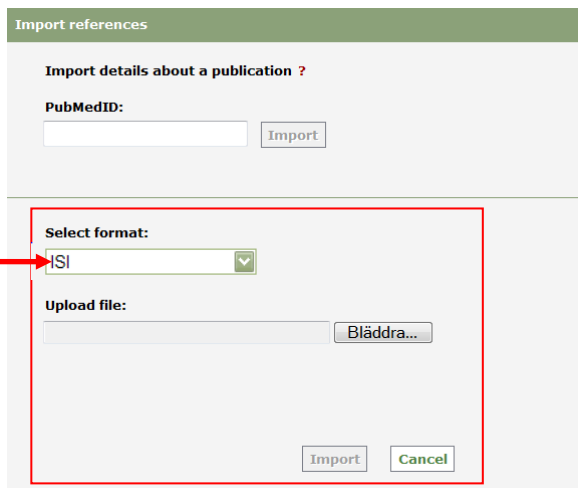 Import references
Import details about a publication ?
PubMedID:
Import
Select format:
ISI
Upload file:
Bläddra...
Import Cancel